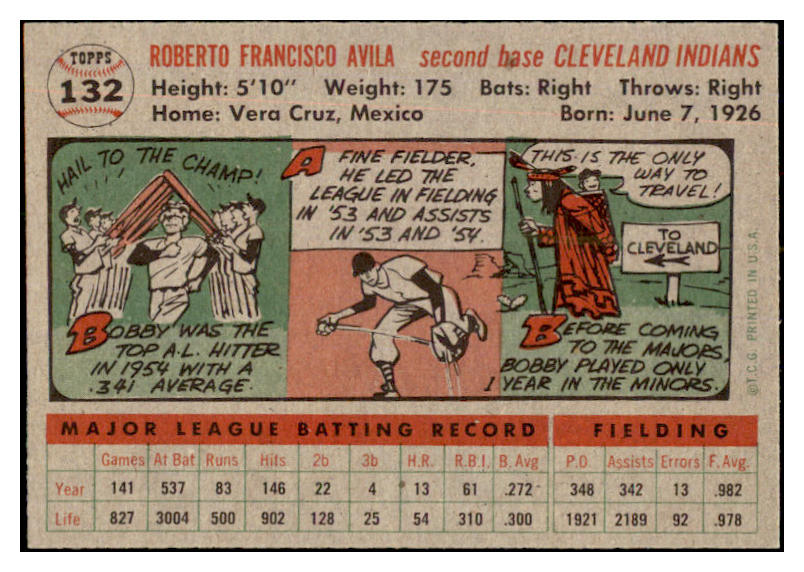 TOPPS
132
ROBERTO FRANCISCO AVILA second base CLEVELAND INDIANS
Height: 5'10" Weight: 175 Bats: Right Throws: Right
Home: Vera Cruz, Mexico Born: June 7, 1926
HAIL TO THE CHAMP!
BOBBY WAS THE
TOP A.L. HITTER
IN 1954 WITH A
.341 AVERAGE.
A FINE FIELDER,
HE LED THE
LEAGUE IN FIELDING
IN '53 AND ASSISTS
IN '53 AND '54.
THIS IS THE ONLY
WAY TO
TRAVEL!
TO
CLEVELAND
BEFORE COMING
TO THE MAJORS,
BOBBY PLAYED ONLY
1 YEAR IN THE MINORS.
©T.C.G. PRINTED IN U.S.A.
MAJOR LEAGUE BATTING RECORD FIELDING
Games At Bat Runs Hits 2b 3b H.R. R.B.I. B. Avg P.O Assists Errors F. Avg.
Year 141 537 83 146 22 4 13 61 .272 348 342 13 .982
Life 827 3004 500 902 128 25 54 310 .300 1921 2189 92 .978